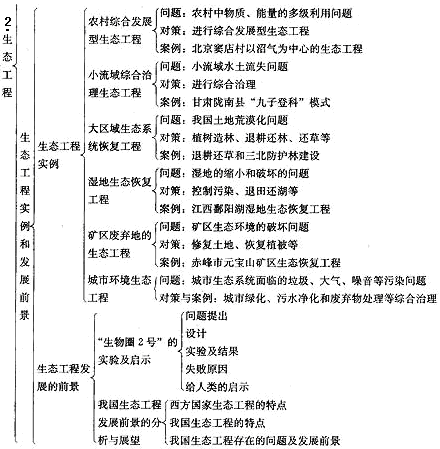 2.生态工程
生态工程实例和发展前景
生态工程实例
农村综合发展型生态工程
问题：农村中物质、能量的多级利用问题
对策：进行综合发展型生态工程
案例：北京窦店村以沼气为中心的生态工程
小流域综合治理生态工程
问题：小流域水土流失问题
对策：进行综合治理
案例：甘肃陇南县“九子登科”模式
大区域生态系统恢复工程
问题：我国土地荒漠化问题
对策：植树造林、退耕还林、还草等
案例：退耕还草和三北防护林建设
湿地生态恢复工程
问题：湿地的缩小和破坏的问题
对策：控制污染、退田还湖等
案例：江西鄱阳湖湿地生态恢复工程
矿区废弃地的生态工程
问题：矿区生态环境的破坏问题
对策：修复土地、恢复植被等
案例：赤峰市元宝山矿区生态恢复工程
城市环境生态工程
问题：城市生态系统面临的垃圾、大气、噪音等污染问题
对策与案例：城市绿化、污水净化和废弃物处理等综合治理
生态工程发展的前景
“生物圈2号”的实验及启示
问题提出
设计
实验及结果
失败原因
给人类的启示
我国生态工程发展前景的分析与展望
西方国家生态工程的特点
我国生态工程的特点
我国生态工程存在的问题及发展前景